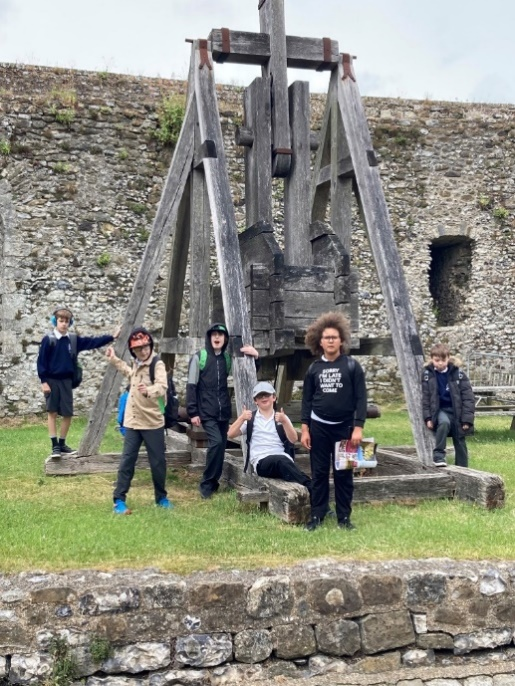 SORRY
I'M LATE
I DIDN'T
WANT TO
COME